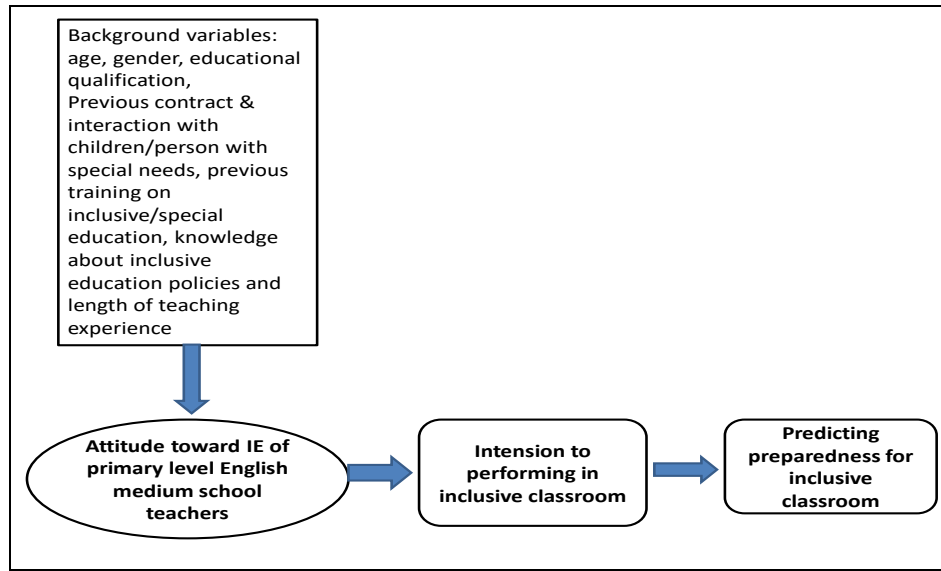 Background variables:
age, gender, educational
qualification,
Previous contract &
interaction with
children/person with
special needs, previous
training on
inclusive/special
education, knowledge
about inclusive
education policies and
length of teaching
experience
Attitude toward IE of
primary level English
medium school
teachers
Intension to
performing in
inclusive classroom
Predicting
preparedness for
inclusive
classroom